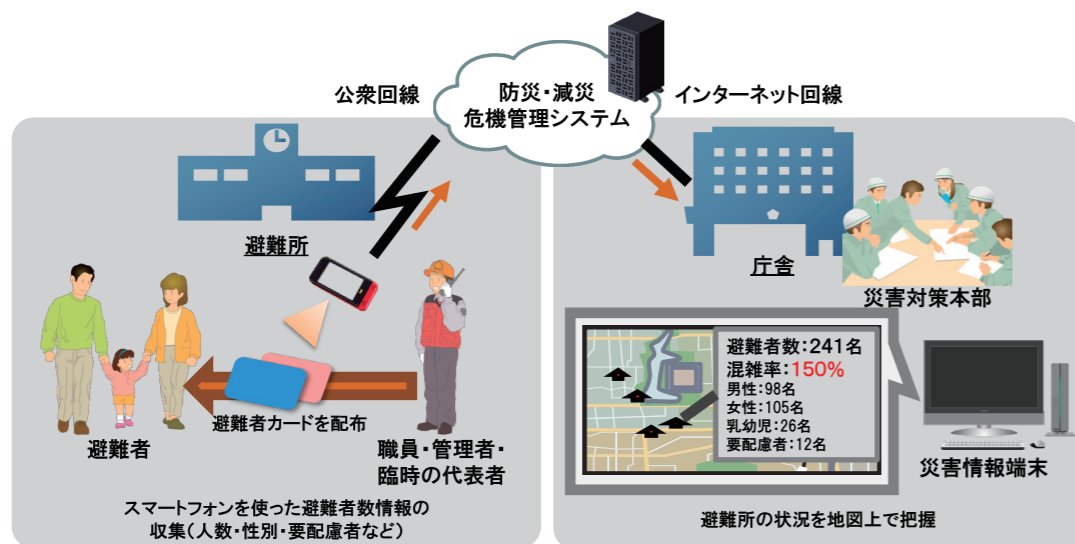 公衆回線
防災・減災
危機管理システム
インターネット回線
避難所
避難者カードを配布
避難者
職員・管理者・
臨時の代表者
スマートフォンを使った避難者数情報の
収集(人数・性別・要配慮者など)
庁舎
災害対策本部
避難者数:241名
混雑率:150%
男性:98名
女性:105名
乳幼児:26名
要配慮者:12名
災害情報端末
避難所の状況を地図上で把握